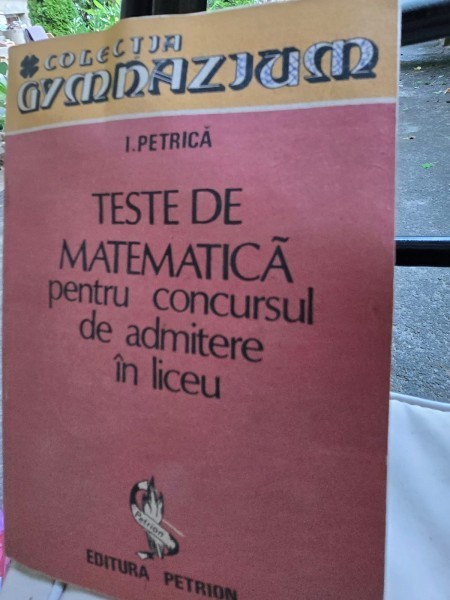 COLECTIA
GYMNAZIUM
I. PETRICĂ
TESTE DE
MATEMATICĂ
pentru concursul
de admitere
în liceu
Petrion
EDITURA PETRION